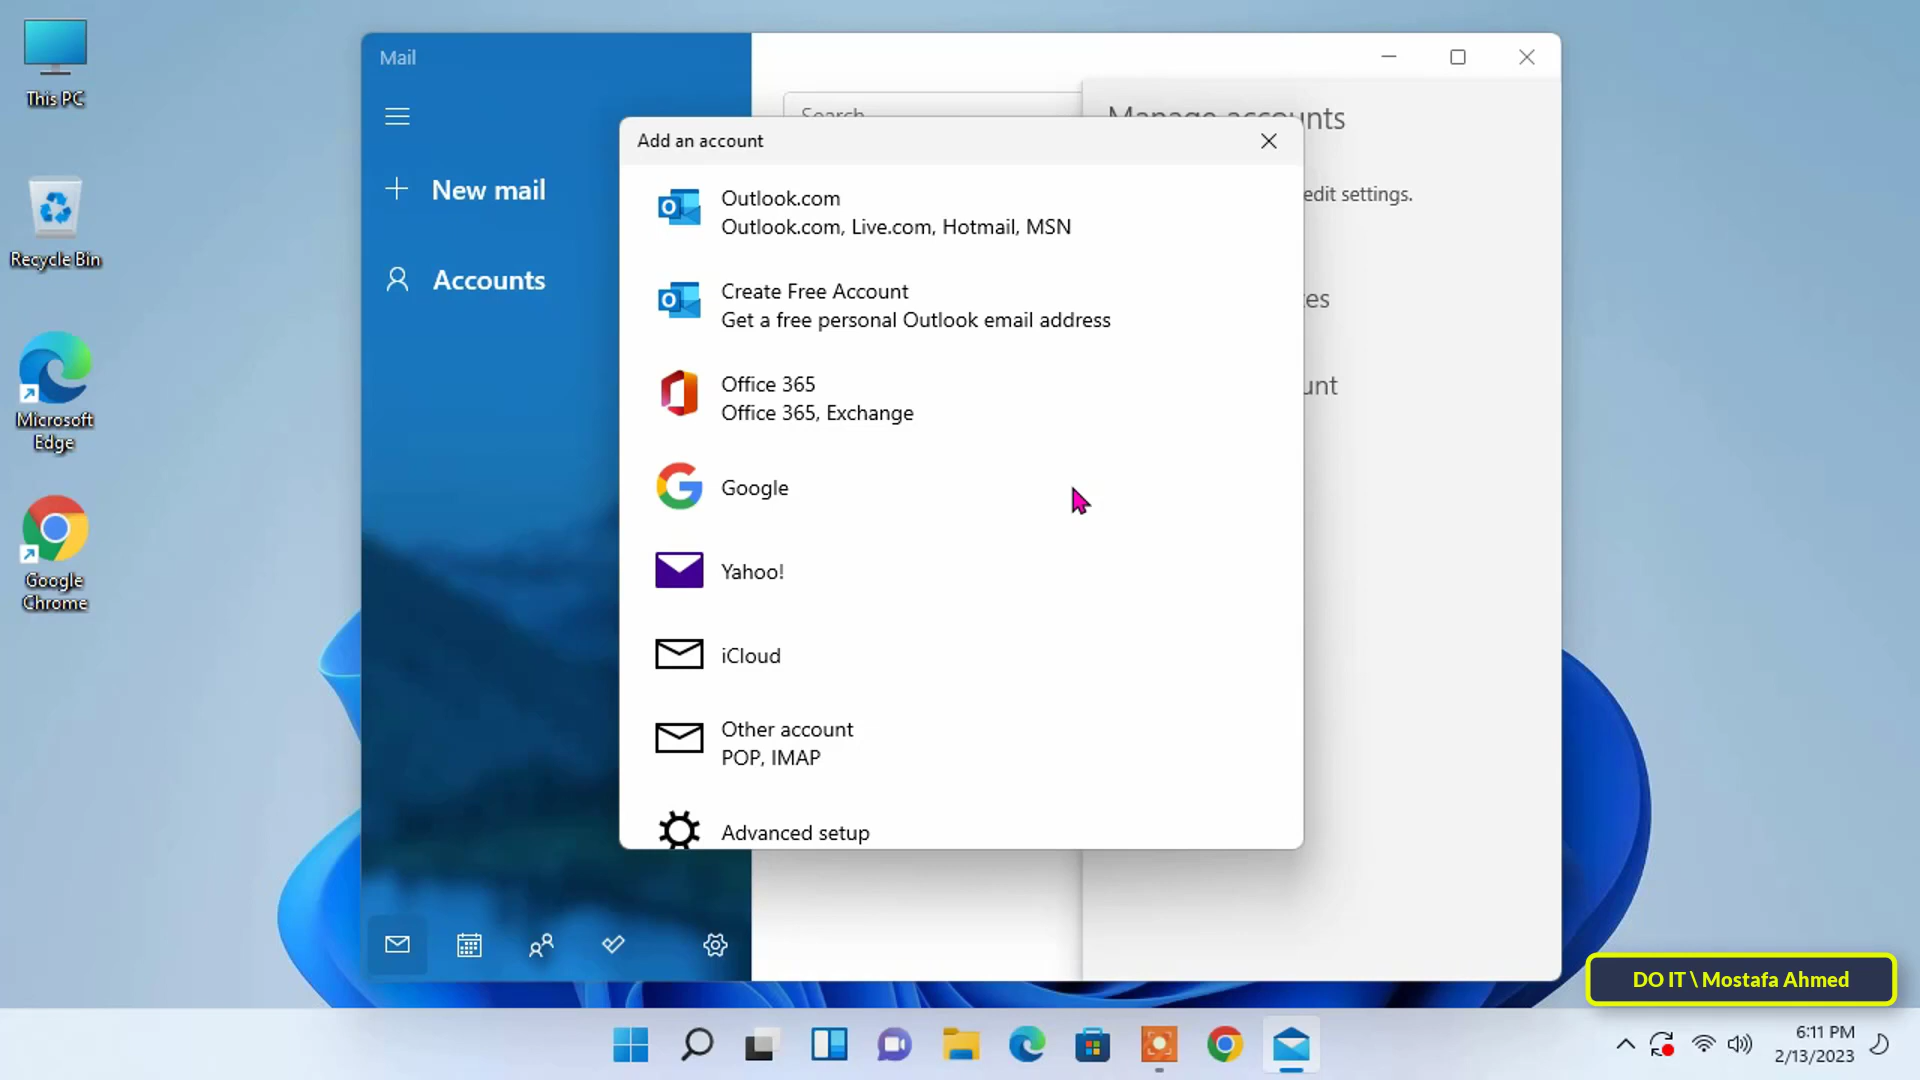 This PC
Recycle Bin
Microsoft
Edge
Google
Chrome
Mail
New mail
Accounts
Search
Manage accounts
edit settings.
Add an account
Outlook.com
Outlook.com, Live.com, Hotmail, MSN
Create Free Account
Get a free personal Outlook email address
Office 365
Office 365, Exchange
Google
Yahoo!
iCloud
Other account
POP, IMAP
Advanced setup
DO IT \ Mostafa Ahmed
6:11 PM
2/13/2023